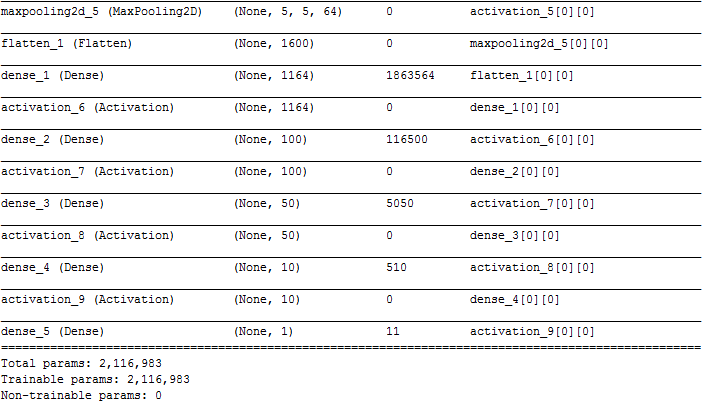 maxpooling2d_5 (MaxPooling2D) (None, 5, 5, 64) 0 activation_5[0][0]
flatten_1 (Flatten) (None, 1600) 0 maxpooling2d_5[0][0]
dense_1 (Dense) (None, 1164) 1863564 flatten_1[0][0]
activation_6 (Activation) (None, 1164) 0 dense_1[0][0]
dense_2 (Dense) (None, 100) 116500 activation_6[0][0]
activation_7 (Activation) (None, 100) 0 dense_2[0][0]
dense_3 (Dense) (None, 50) 5050 activation_7[0][0]
activation_8 (Activation) (None, 50) 0 dense_3[0][0]
dense_4 (Dense) (None, 10) 510 activation_8[0][0]
activation_9 (Activation) (None, 10) 0 dense_4[0][0]
dense_5 (Dense) (None, 1) 11 activation_9[0][0]
Total params: 2,116,983
Trainable params: 2,116,983
Non-trainable params: 0